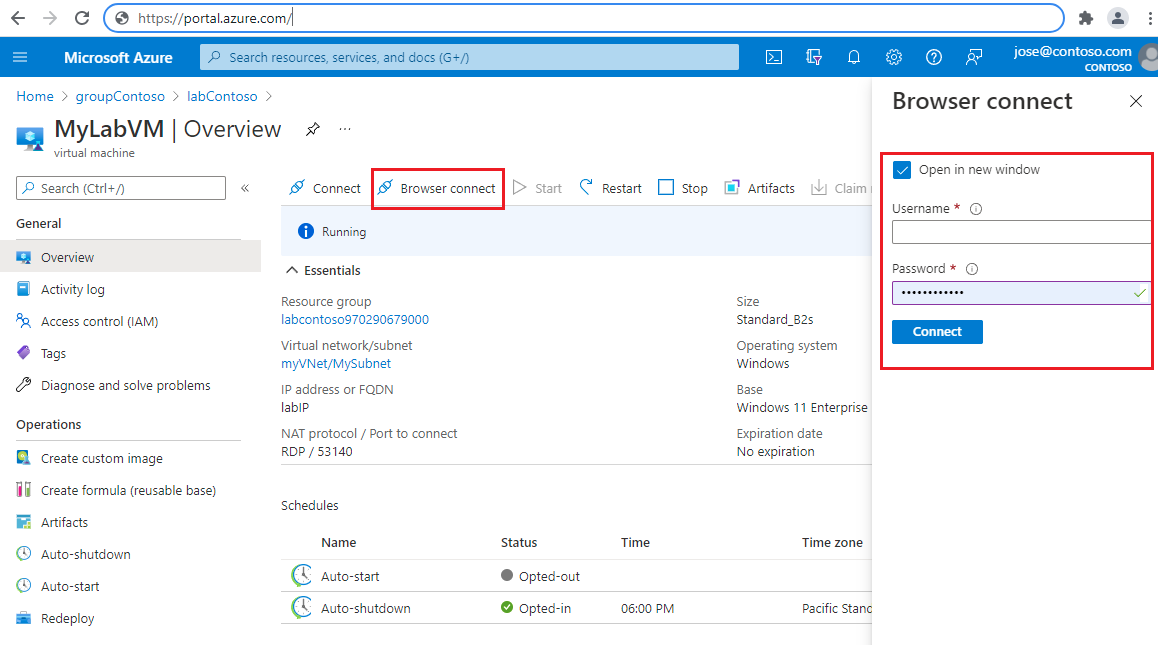 https://portal.azure.com/
Microsoft Azure
Search resources, services, and docs (G+/)
jose@contoso.com
CONTOSO
Home > groupContoso > labContoso >
MyLabVM | Overview
virtual machine
Search (Ctrl+/)
General
Overview
Activity log
Access control (IAM)
Tags
Diagnose and solve problems
Operations
Create custom image
Create formula (reusable base)
Artifacts
Auto-shutdown
Auto-start
Redeploy
Connect Browser connect Start Restart Stop Artifacts Claim
Running
Essentials
Resource group
labcontoso970290679000
Virtual network/subnet
myVNet/MySubnet
IP address or FQDN
labIP
NAT protocol / Port to connect
RDP / 53140
Size
Standard_B2s
Operating system
Windows
Base
Windows 11 Enterprise
Expiration date
No expiration
Schedules
Name Status Time Time zone
Auto-start Opted-out
Auto-shutdown Opted-in 06:00 PM Pacific Stand
Browser connect
Open in new window
Username *
Password *
••••••••••••
Connect